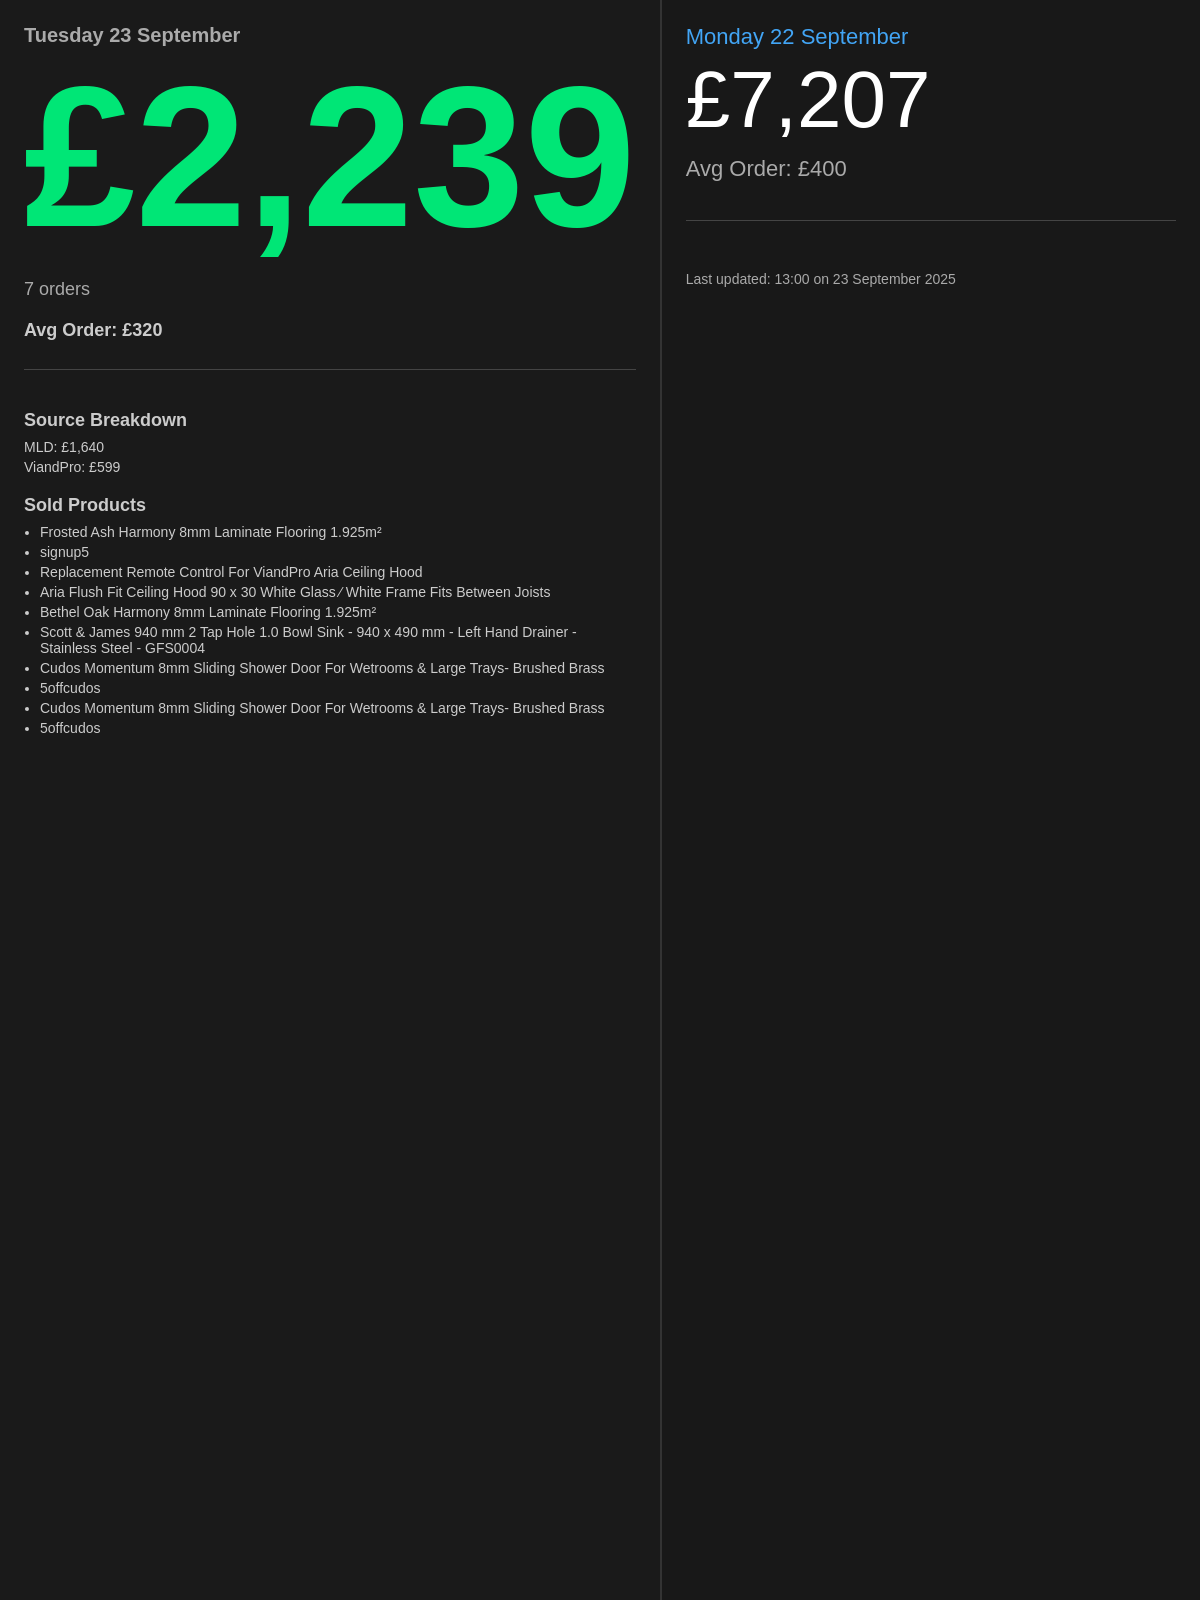 Tuesday 23 September
£2,239
7 orders
Avg Order: £320
Source Breakdown
MLD: £1,640
ViandPro: £599
Sold Products
• Frosted Ash Harmony 8mm Laminate Flooring 1.925m²
• signup5
• Replacement Remote Control For ViandPro Aria Ceiling Hood
• Aria Flush Fit Ceiling Hood 90 x 30 White Glass ⁄ White Frame Fits Between Joists
• Bethel Oak Harmony 8mm Laminate Flooring 1.925m²
• Scott & James 940 mm 2 Tap Hole 1.0 Bowl Sink - 940 x 490 mm - Left Hand Drainer -
Stainless Steel - GFS0004
• Cudos Momentum 8mm Sliding Shower Door For Wetrooms & Large Trays- Brushed Brass
• 5offcudos
• Cudos Momentum 8mm Sliding Shower Door For Wetrooms & Large Trays- Brushed Brass
• 5offcudos
Monday 22 September
£7,207
Avg Order: £400
Last updated: 13:00 on 23 September 2025